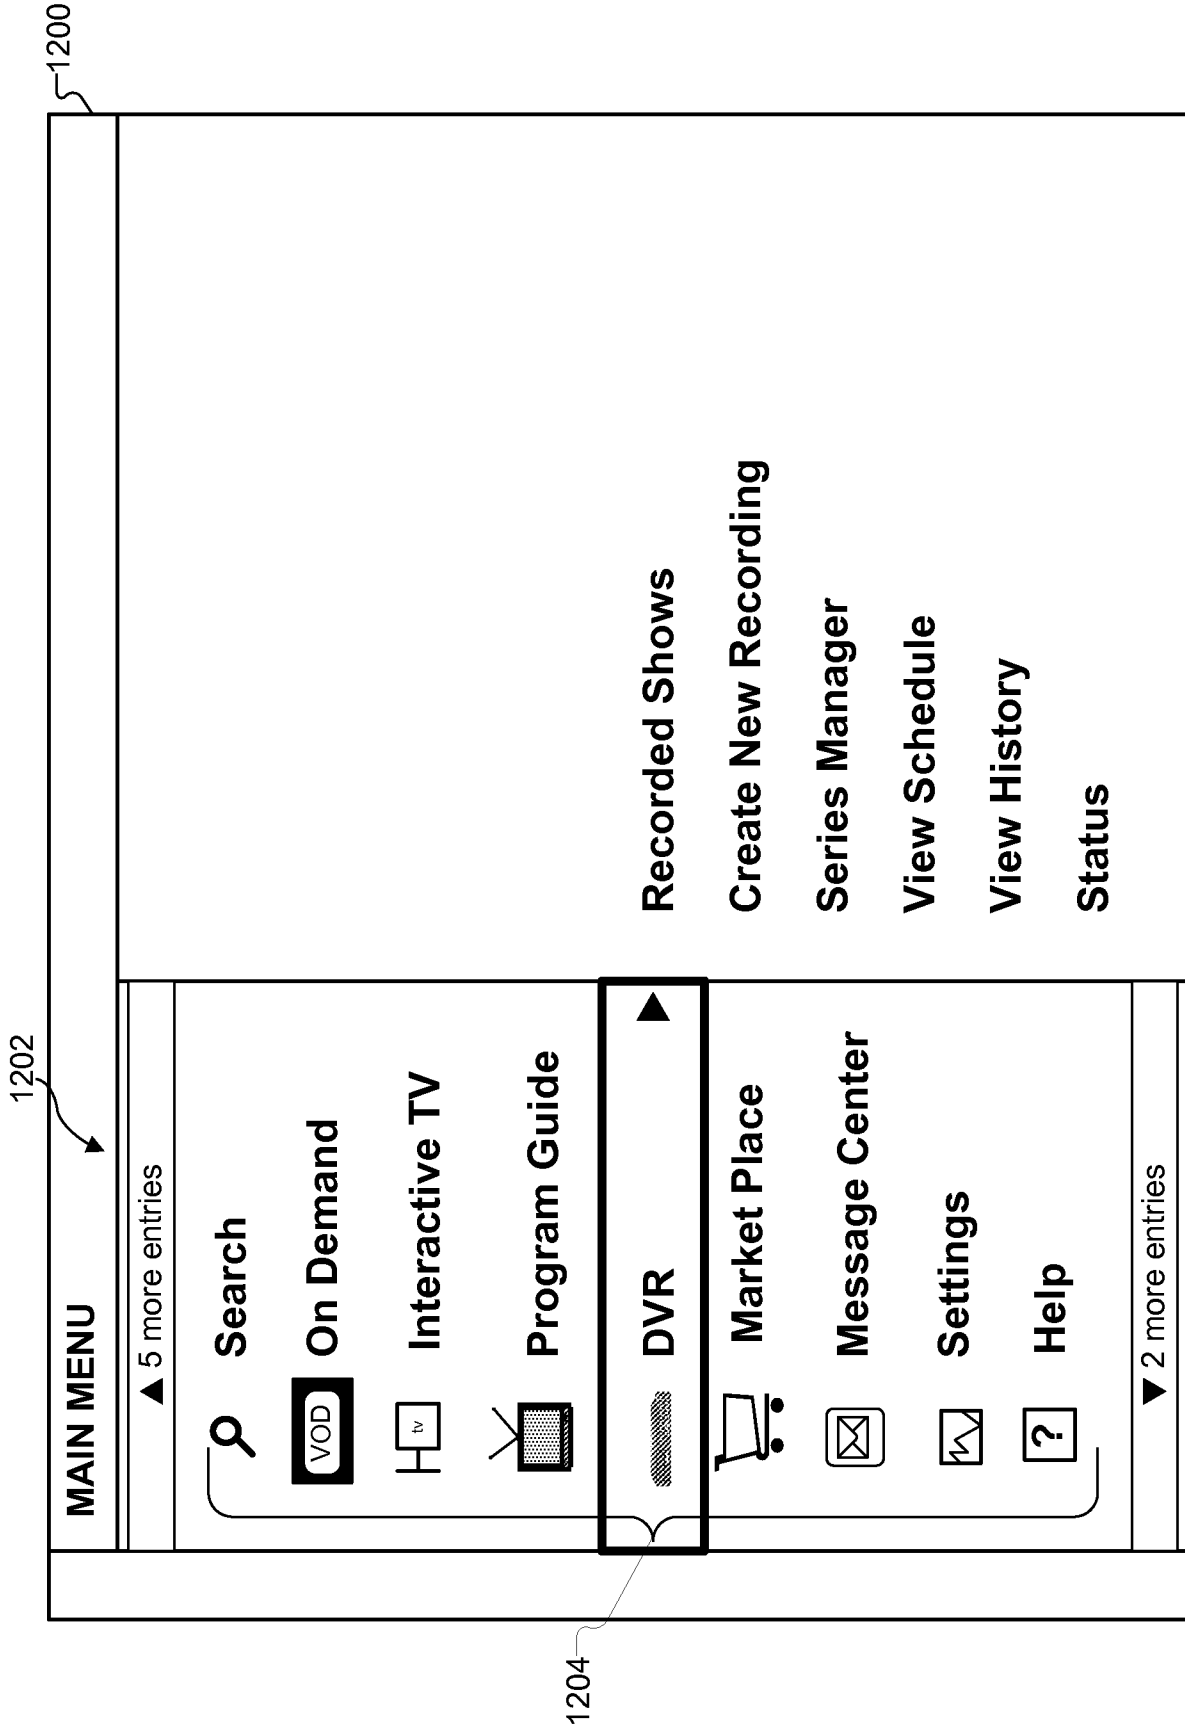 1200
1202
MAIN MENU
▲ 5 more entries
Search
VOD On Demand
tv Interactive TV
Program Guide
DVR ▶
Market Place
Message Center
Settings
? Help
▼ 2 more entries
Recorded Shows
Create New Recording
Series Manager
View Schedule
View History
Status
1204